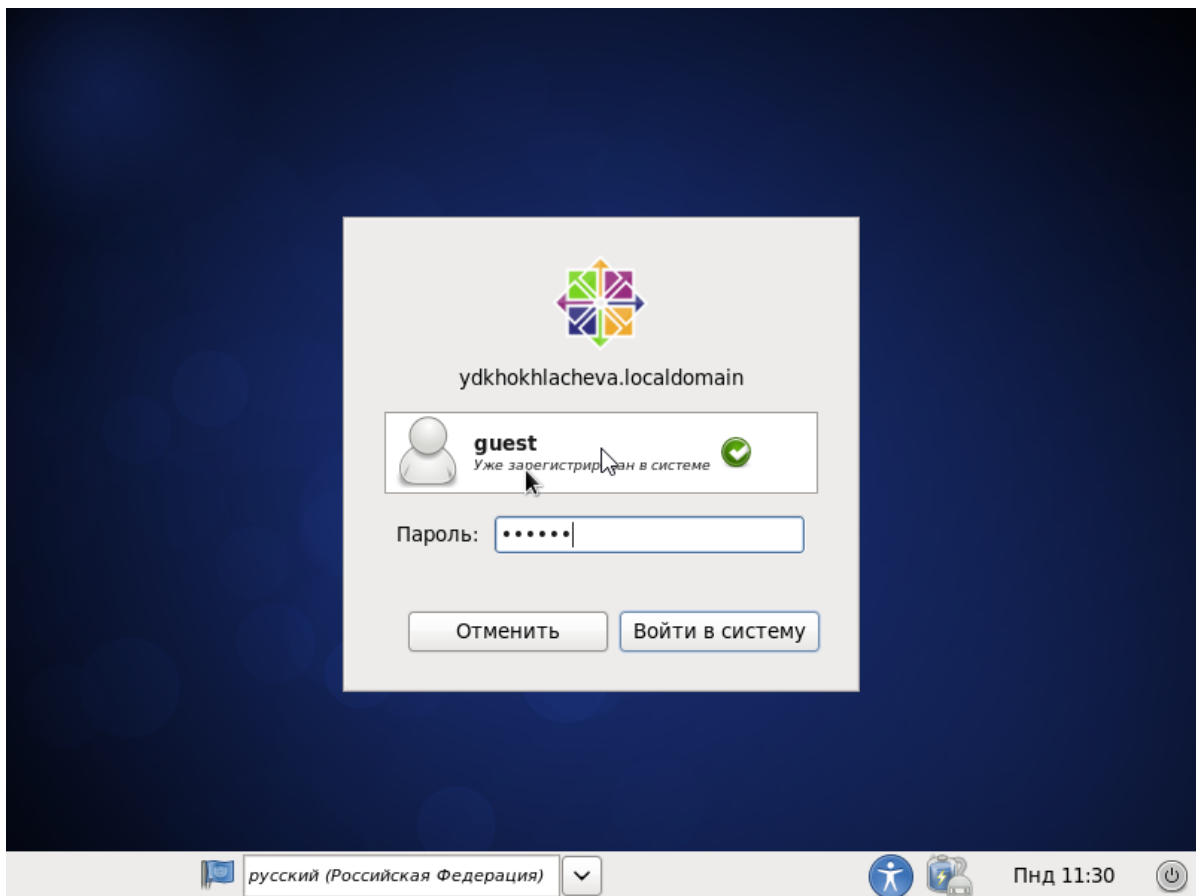 ydkhokhlacheva.localdomain
guest
Уже зарегистрирован в системе
Пароль: ••••••
Отменить
Войти в систему
русский (Российская Федерация)
Пнд 11:30